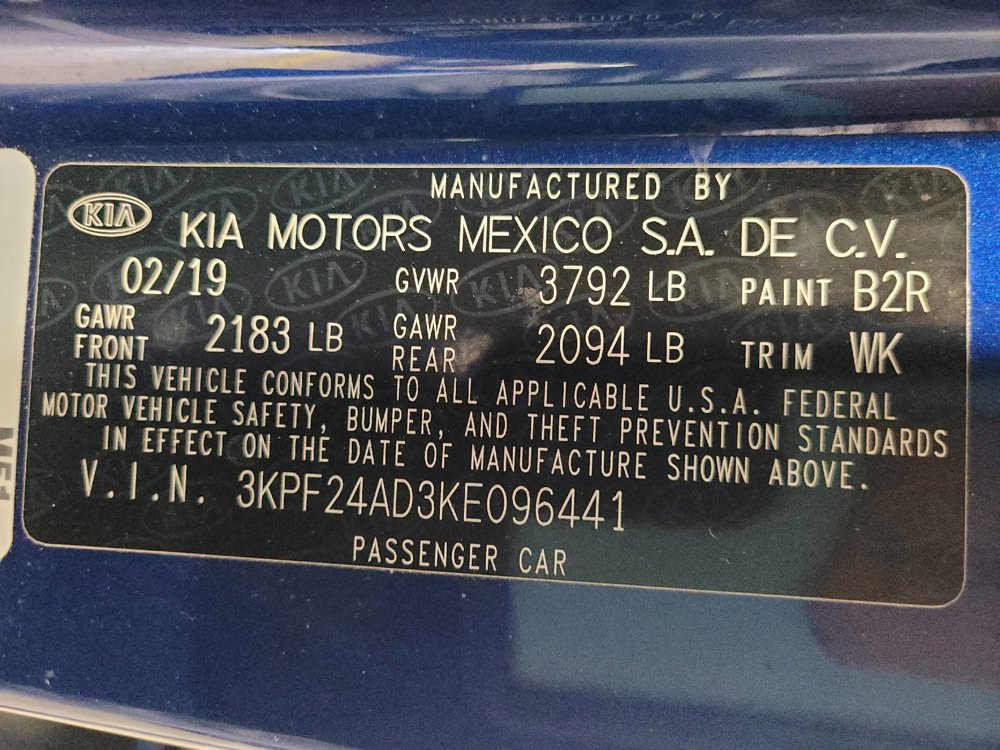 MANUFACTURED BY
KIA
KIA MOTORS MEXICO S.A. DE C.V.
02/19 GVWR 3792 LB PAINT B2R
GAWR FRONT 2183 LB GAWR REAR 2094 LB TRIM WK
THIS VEHICLE CONFORMS TO ALL APPLICABLE U.S.A. FEDERAL
MOTOR VEHICLE SAFETY, BUMPER, AND THEFT PREVENTION STANDARDS
IN EFFECT ON THE DATE OF MANUFACTURE SHOWN ABOVE.
V.I.N. 3KPF24AD3KE096441
PASSENGER CAR